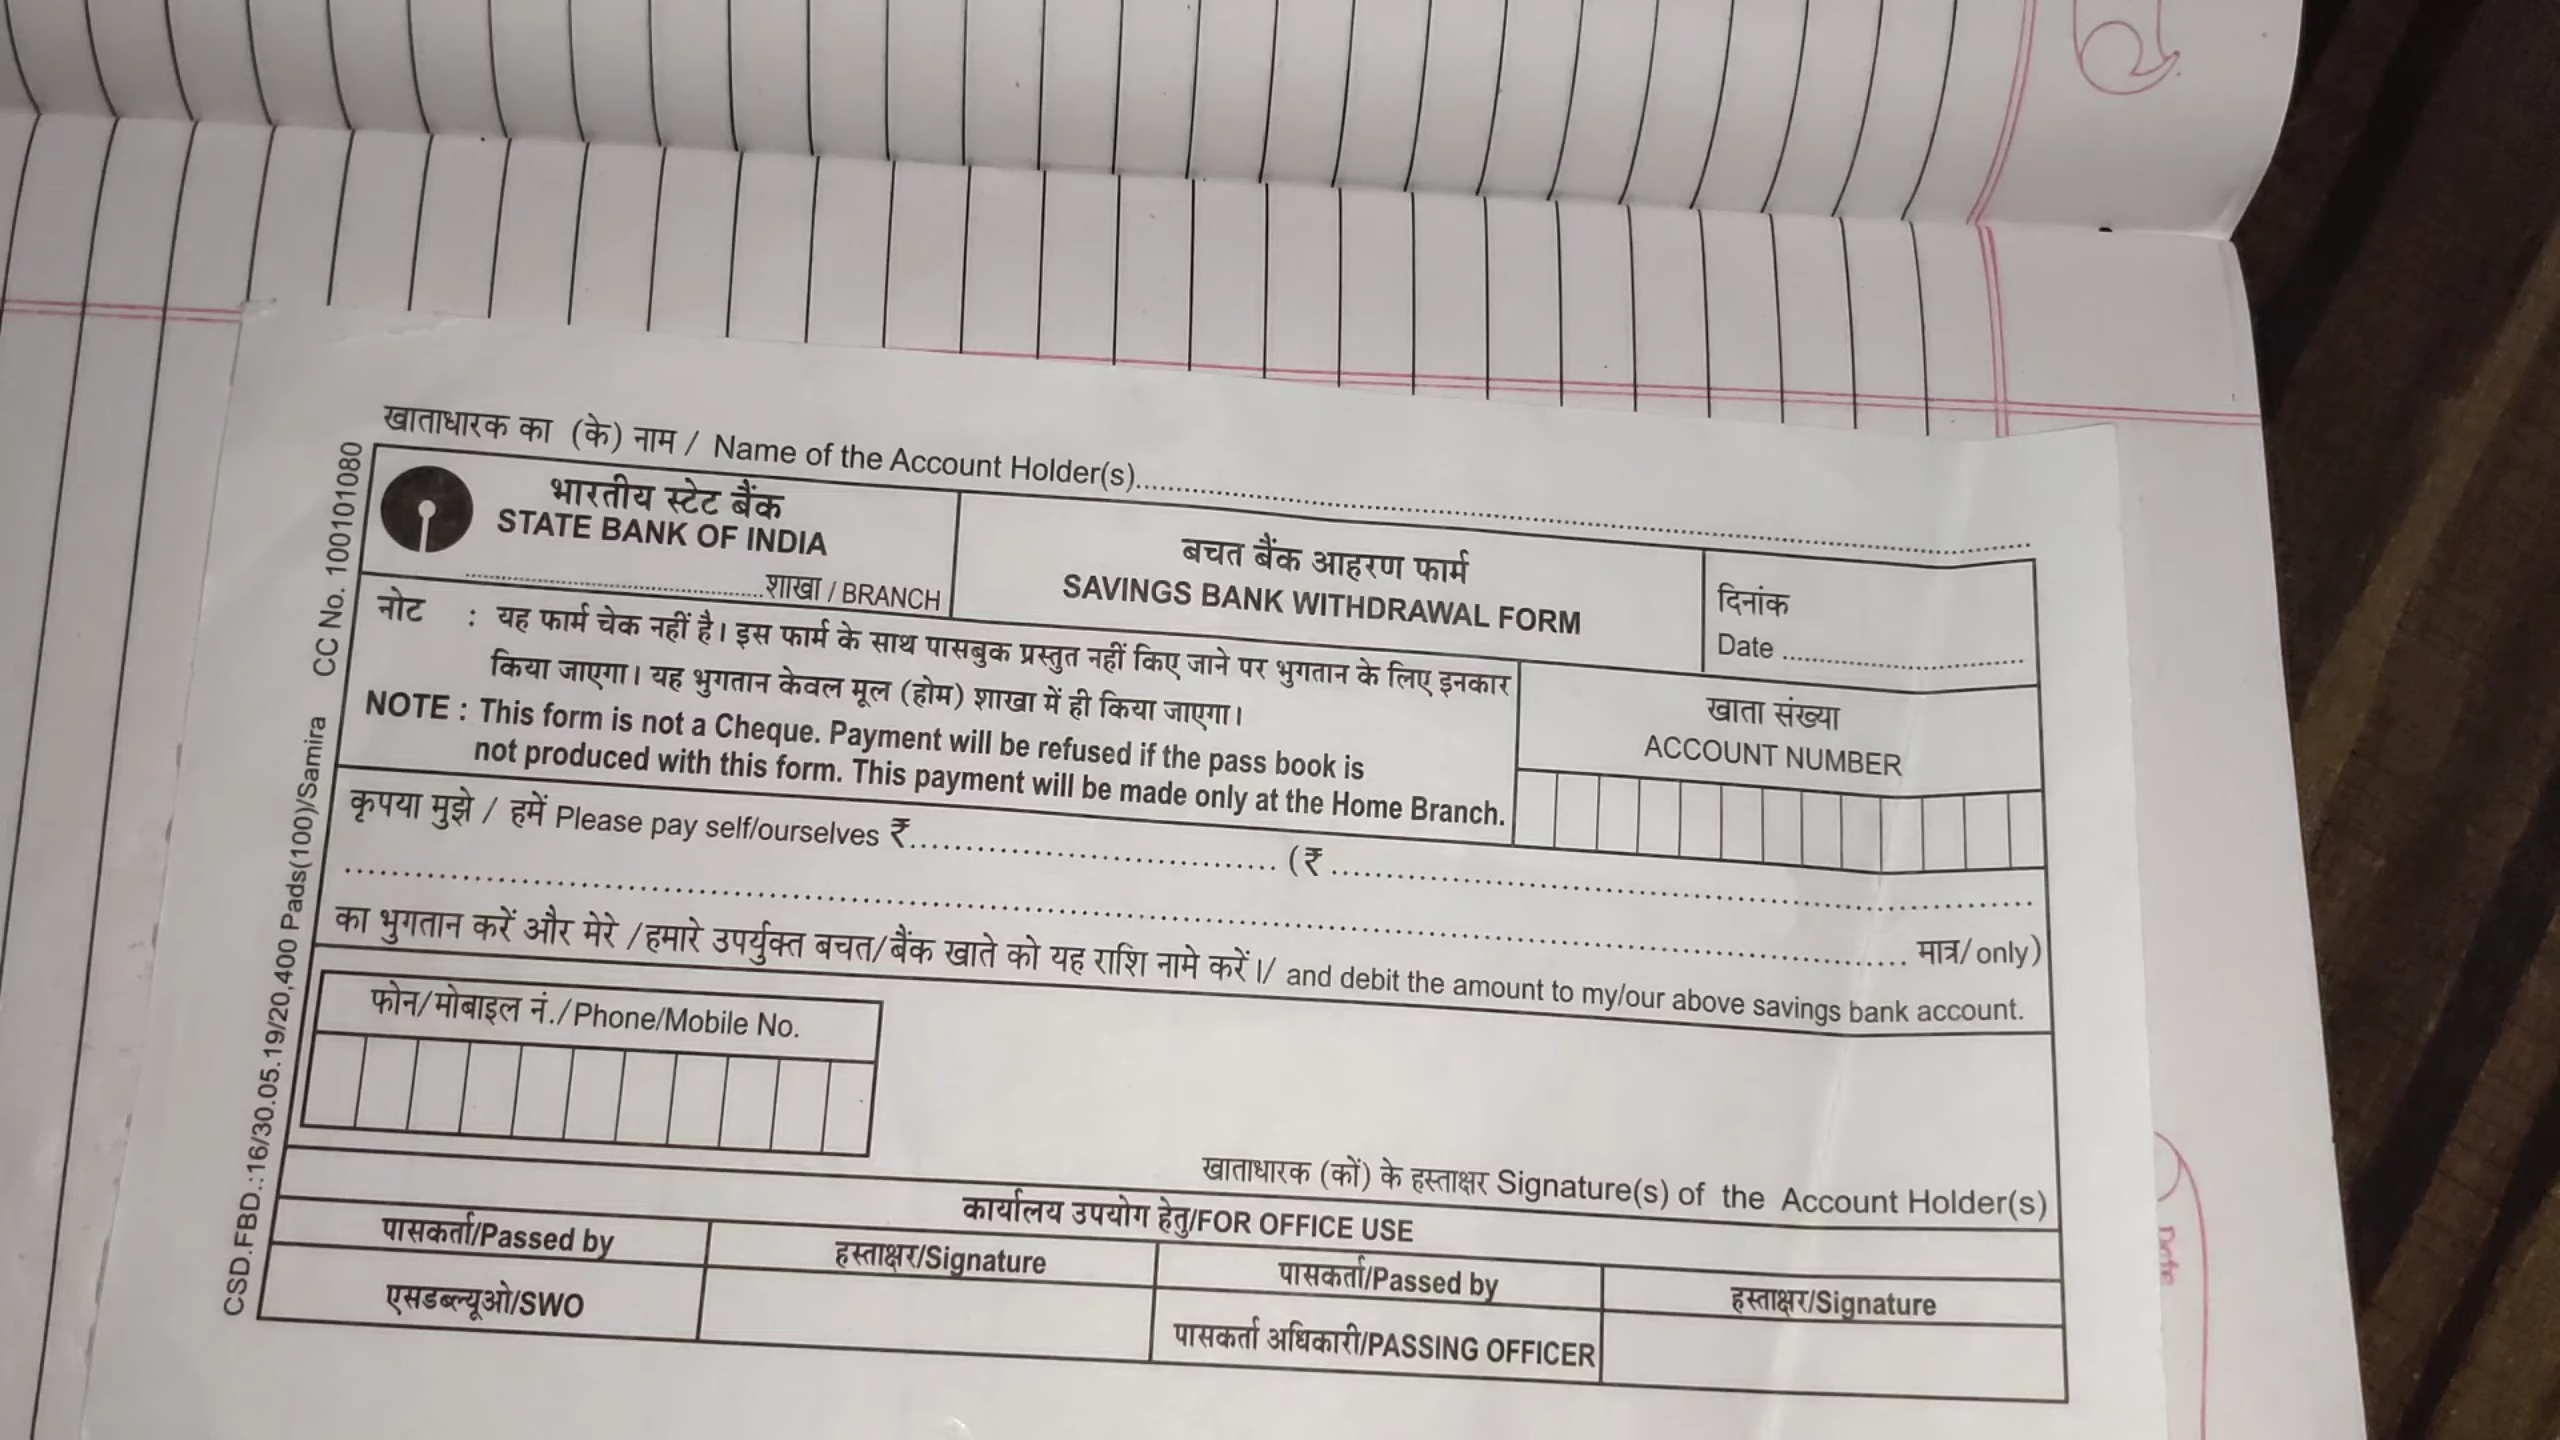 खाताधारक का (के) नाम / Name of the Account Holder(s)
भारतीय स्टेट बैंक
STATE BANK OF INDIA
शाखा / BRANCH
बचत बैंक आहरण फार्म
SAVINGS BANK WITHDRAWAL FORM
दिनांक
Date
नोट : यह फार्म चेक नहीं है। इस फार्म के साथ पासबुक प्रस्तुत नहीं किए जाने पर भुगतान के लिए इनकार
किया जाएगा। यह भुगतान केवल मूल (होम) शाखा में ही किया जाएगा।
NOTE : This form is not a Cheque. Payment will be refused if the pass book is
not produced with this form. This payment will be made only at the Home Branch.
खाता संख्या
ACCOUNT NUMBER
कृपया मुझे / हमें Please pay self/ourselves ₹ (₹
मात्र/ only)
का भुगतान करें और मेरे /हमारे उपर्युक्त बचत/बैंक खाते को यह राशि नामे करें।/ and debit the amount to my/our above savings bank account.
फोन/मोबाइल नं./Phone/Mobile No.
खाताधारक (कों) के हस्ताक्षर Signature(s) of the Account Holder(s)
कार्यालय उपयोग हेतु/FOR OFFICE USE
पासकर्ता/Passed by हस्ताक्षर/Signature पासकर्ता/Passed by हस्ताक्षर/Signature
एसडब्ल्यूओ/SWO पासकर्ता अधिकारी/PASSING OFFICER
CSD.FBD.:16/30.05.19/20,400 Pads(100)/Samira CC No. 100101080
Date